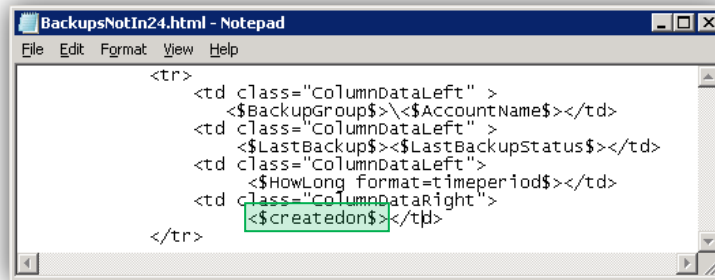 BackupsNotIn24.html - Notepad
File Edit Format View Help
<tr>
<td class="ColumnDataLeft" >
<$BackupGroup$>\<$AccountName$></td>
<td class="ColumnDataLeft" >
<$LastBackup$><$LastBackupStatus$></td>
<td class="ColumnDataLeft">
<$HowLong format=timeperiod$></td>
<td class="ColumnDataRight">
<$createdon$></td>
</tr>